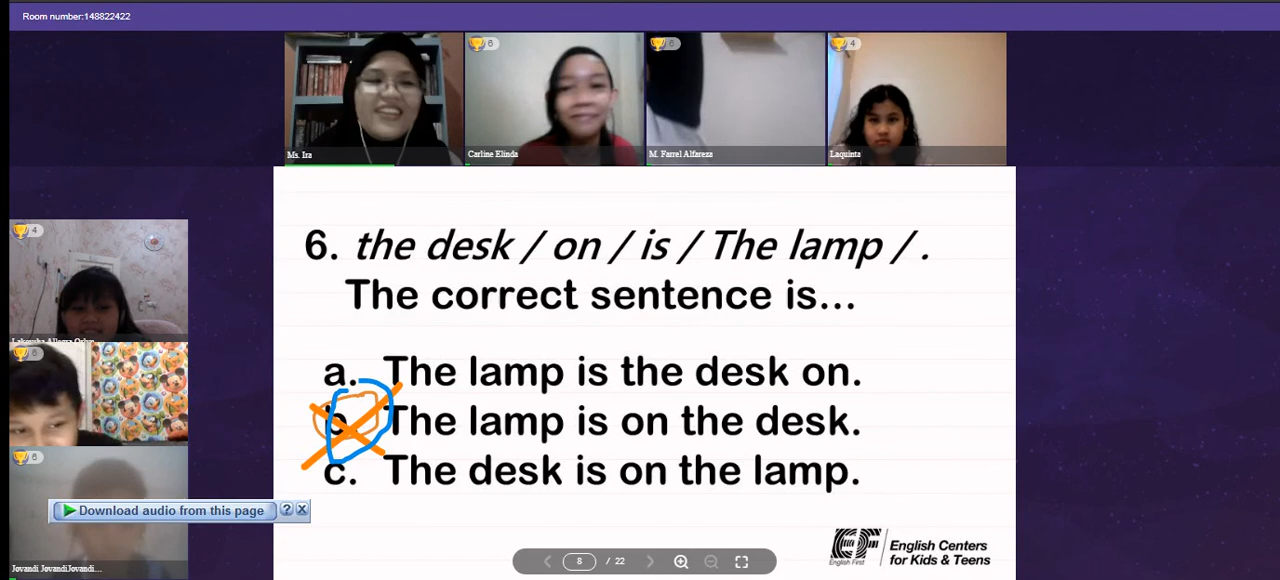 Room number:148822422
6
6
4
Ms. Ira
Carline Elinda
M. Farrel Alfareza
Laquinta
4
6
6
Jovandi JovandiJovandi...
6. the desk / on / is / The lamp / .
The correct sentence is...
a. The lamp is the desk on.
b. The lamp is on the desk.
c. The desk is on the lamp.
Download audio from this page
?
X
8 / 22
EF
English First
English Centers
for Kids & Teens